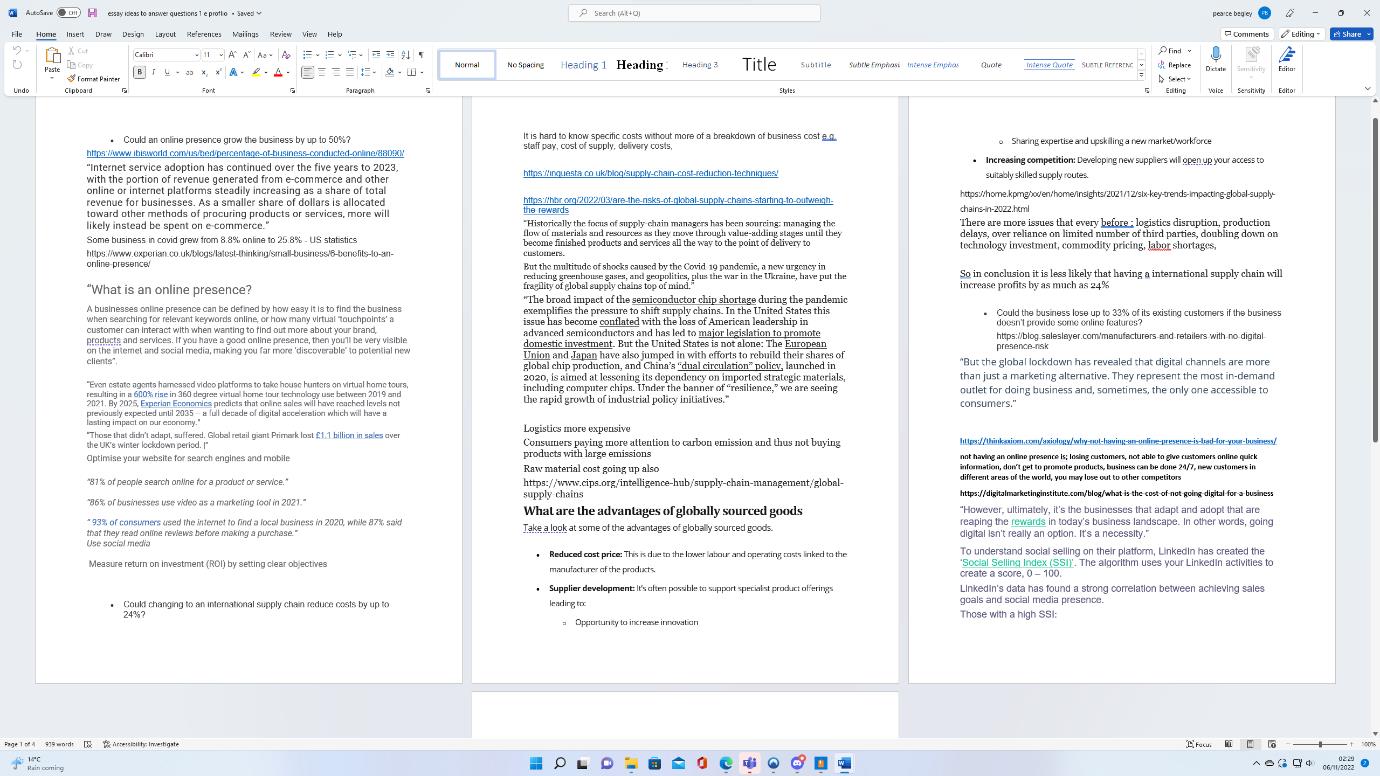 AutoSave Off essay ideas to answer questions 1 e proflio • Saved Search (Alt+Q) pearce begley PB
File Home Insert Draw Design Layout References Mailings Review View Help Comments Editing Share
Paste Cut Copy Format Painter
Calibri 11
Normal No Spacing Heading 1 Heading Heading 3 Title Subtitle Subtle Emphasis Intense Emphas Quote Intense Quote Subtle Referenc
Find Replace Select Dictate Sensitivity Editor
Undo Clipboard Font Paragraph Styles Editing Voice Sensitivity Editor
• Could an online presence grow the business by up to 50%?
https://www.ibisworld.com/us/bed/percentage-of-business-conducted-online/88090/
“Internet service adoption has continued over the five years to 2023,
with the portion of revenue generated from e-commerce and other
online or internet platforms steadily increasing as a share of total
revenue for businesses. As a smaller share of dollars is allocated
toward other methods of procuring products or services, more will
likely instead be spent on e-commerce.”
Some business in covid grew from 8.8% online to 25.8% - US statistics
https://www.experian.co.uk/blogs/latest-thinking/small-business/6-benefits-to-an-
online-presence/
“What is an online presence?
A businesses online presence can be defined by how easy it is to find the business
when searching for relevant keywords online, or how many virtual ‘touchpoints’ a
customer can interact with when wanting to find out more about your brand,
products and services. If you have a good online presence, then you’ll be very visible
on the internet and social media, making you far more ‘discoverable’ to potential new
clients”.
“Even estate agents harnessed video platforms to take house hunters on virtual home tours,
resulting in a 600% rise in 360 degree virtual home tour technology use between 2019 and
2021. By 2025, Experian Economics predicts that online sales will have reached levels not
previously expected until 2035 – a full decade of digital acceleration which will have a
lasting impact on our economy.”
“Those that didn’t adapt, suffered. Global retail giant Primark lost £1.1 billion in sales over
the UK’s winter lockdown period. |”
Optimise your website for search engines and mobile
“81% of people search online for a product or service.”
“86% of businesses use video as a marketing tool in 2021.”
“ 93% of consumers used the internet to find a local business in 2020, while 87% said
that they read online reviews before making a purchase.”
Use social media
Measure return on investment (ROI) by setting clear objectives
• Could changing to an international supply chain reduce costs by up to
24%?
It is hard to know specific costs without more of a breakdown of business cost e.g.
staff pay, cost of supply, delivery costs,
https://inquesta.co.uk/blog/supply-chain-cost-reduction-techniques/
https://hbr.org/2022/03/are-the-risks-of-global-supply-chains-starting-to-outweigh-
the-rewards
“Historically the focus of supply-chain managers has been sourcing: managing the
flow of materials and resources as they move through value-adding stages until they
become finished products and services all the way to the point of delivery to
customers.
But the multitude of shocks caused by the Covid-19 pandemic, a new urgency in
reducing greenhouse gases, and geopolitics, plus the war in the Ukraine, have put the
fragility of global supply chains top of mind.”
“The broad impact of the semiconductor chip shortage during the pandemic
exemplifies the pressure to shift supply chains. In the United States this
issue has become conflated with the loss of American leadership in
advanced semiconductors and has led to major legislation to promote
domestic investment. But the United States is not alone: The European
Union and Japan have also jumped in with efforts to rebuild their shares of
global chip production, and China’s “dual circulation” policy, launched in
2020, is aimed at lessening its dependency on imported strategic materials,
including computer chips. Under the banner of “resilience,” we are seeing
the rapid growth of industrial policy initiatives.”
Logistics more expensive
Consumers paying more attention to carbon emission and thus not buying
products with large emissions
Raw material cost going up also
https://www.cips.org/intelligence-hub/supply-chain-management/global-
supply-chains
What are the advantages of globally sourced goods
Take a look at some of the advantages of globally sourced goods.
• Reduced cost price: This is due to the lower labour and operating costs linked to the
manufacturer of the products.
• Supplier development: It’s often possible to support specialist product offerings
leading to:
○ Opportunity to increase innovation
○ Sharing expertise and upskilling a new market/workforce
• Increasing competition: Developing new suppliers will open up your access to
suitably skilled supply routes.
https://home.kpmg/xx/en/home/insights/2021/12/six-key-trends-impacting-global-supply-
chains-in-2022.html
There are more issues that every before ; logistics disruption, production
delays, over reliance on limited number of third parties, doubling down on
technology investment, commodity pricing, labor shortages,
So in conclusion it is less likely that having a international supply chain will
increase profits by as much as 24%
• Could the business lose up to 33% of its existing customers if the business
doesn’t provide some online features?
https://blog.saleslayer.com/manufacturers-and-retailers-with-no-digital-
presence-risk
“But the global lockdown has revealed that digital channels are more
than just a marketing alternative. They represent the most in-demand
outlet for doing business and, sometimes, the only one accessible to
consumers.”
https://thinkaxiom.com/axiology/why-not-having-an-online-presence-is-bad-for-your-business/
not having an online presence is; losing customers, not able to give customers online quick
information, don’t get to promote products, business can be done 24/7, new customers in
different areas of the world, you may lose out to other competitors
https://digitalmarketinginstitute.com/blog/what-is-the-cost-of-not-going-digital-for-a-business
“However, ultimately, it’s the businesses that adapt and adopt that are
reaping the rewards in today’s business landscape. In other words, going
digital isn’t really an option. It’s a necessity.”
To understand social selling on their platform, LinkedIn has created the
‘Social Selling Index (SSI)’. The algorithm uses your LinkedIn activities to
create a score, 0 – 100.
LinkedIn’s data has found a strong correlation between achieving sales
goals and social media presence.
Those with a high SSI:
Page 1 of 4 939 words Accessibility: Investigate Focus 100%
14°C
Rain coming
02:29
06/11/2022